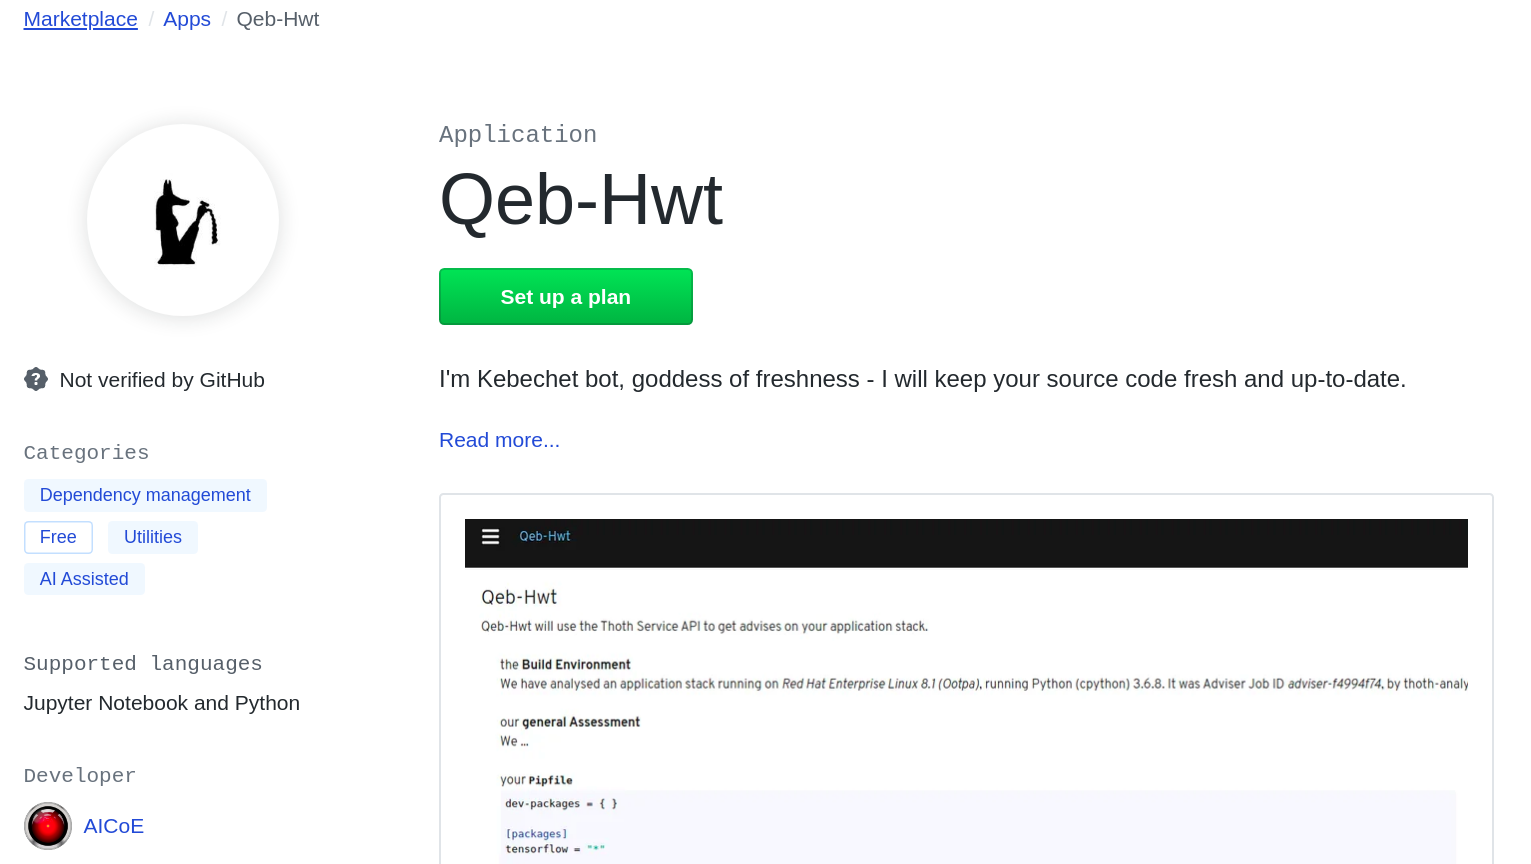 Marketplace / Apps / Qeb-Hwt
Application
Qeb-Hwt
Set up a plan
Not verified by GitHub
I'm Kebechet bot, goddess of freshness - I will keep your source code fresh and up-to-date.
Read more...
Categories
Dependency management
Free
Utilities
AI Assisted
Supported languages
Jupyter Notebook and Python
Developer
AICoE
Qeb-Hwt
Qeb-Hwt
Qeb-Hwt will use the Thoth Service API to get advises on your application stack.
the Build Environment
We have analysed an application stack running on Red Hat Enterprise Linux 8.1 (Ootpa), running Python (cpython) 3.6.8. It was Adviser Job ID adviser-f4994f74, by thoth-analy
our general Assessment
We ...
your Pipfile
dev-packages = { }
[packages]
tensorflow = "*"